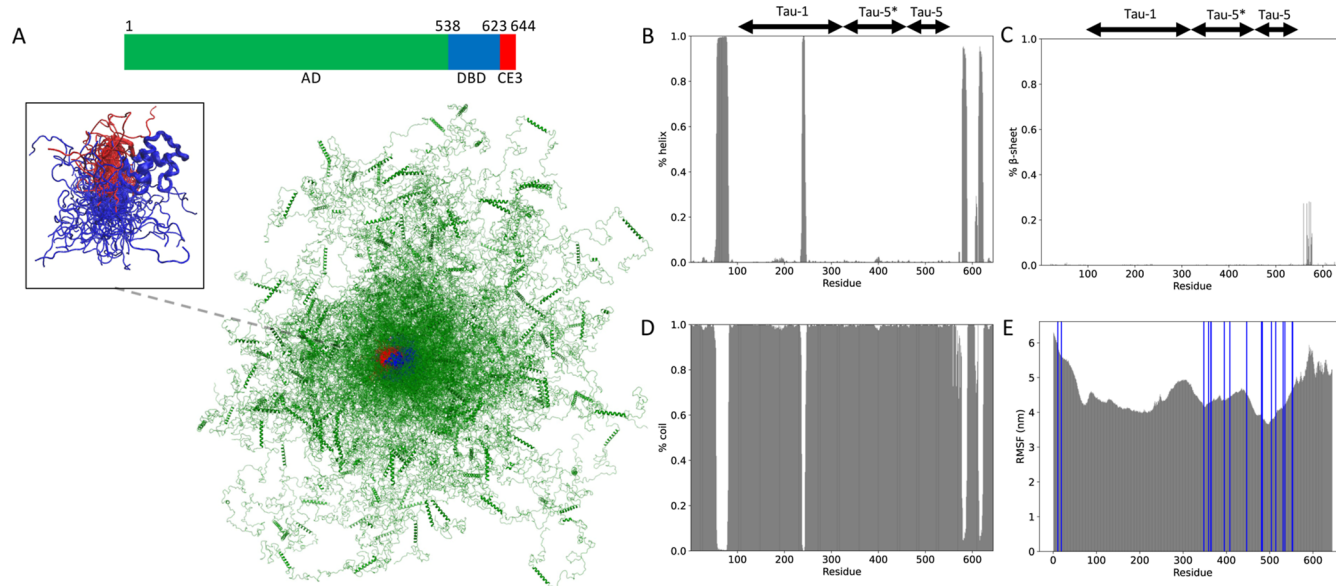 A
1 538 623 644
AD DBD CE3
B
Tau-1 Tau-5* Tau-5
% helix
1.0
0.8
0.6
0.4
0.2
0.0
100 200 300 400 500 600
Residue
C
Tau-1 Tau-5* Tau-5
% β-sheet
1.0
0.8
0.6
0.4
0.2
0.0
100 200 300 400 500 600
Residue
D
% coil
1.0
0.8
0.6
0.4
0.2
0.0
100 200 300 400 500 600
Residue
E
RMSF (nm)
6
5
4
3
2
1
0
0 100 200 300 400 500 600
Residue